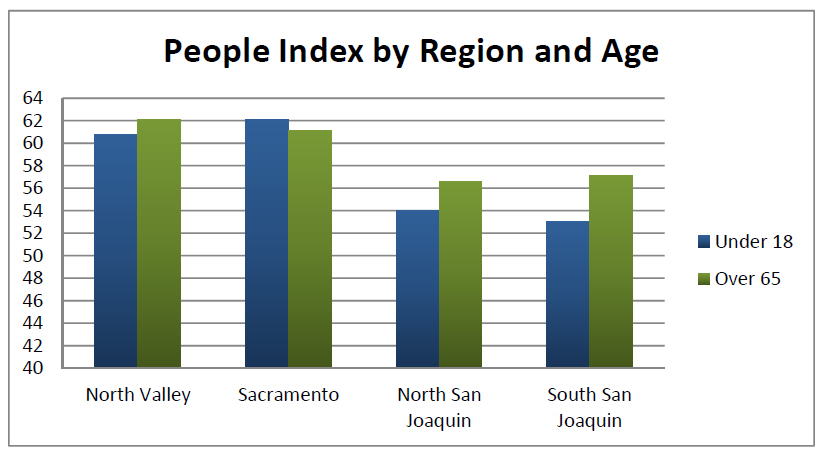 People Index by Region and Age
64
62
60
58
56
54
52
50
48
46
44
42
40
North Valley
Sacramento
North San
Joaquin
South San
Joaquin
Under 18
Over 65